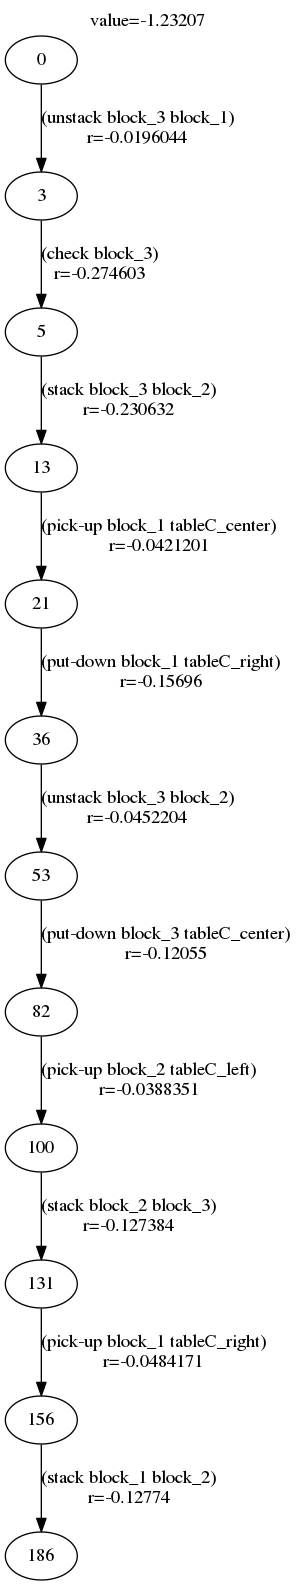 value=-1.23207
0
(unstack block_3 block_1)
r=-0.0196044
3
(check block_3)
r=-0.274603
5
(stack block_3 block_2)
r=-0.230632
13
(pick-up block_1 tableC_center)
r=-0.0421201
21
(put-down block_1 tableC_right)
r=-0.15696
36
(unstack block_3 block_2)
r=-0.0452204
53
(put-down block_3 tableC_center)
r=-0.12055
82
(pick-up block_2 tableC_left)
r=-0.0388351
100
(stack block_2 block_3)
r=-0.127384
131
(pick-up block_1 tableC_right)
r=-0.0484171
156
(stack block_1 block_2)
r=-0.12774
186